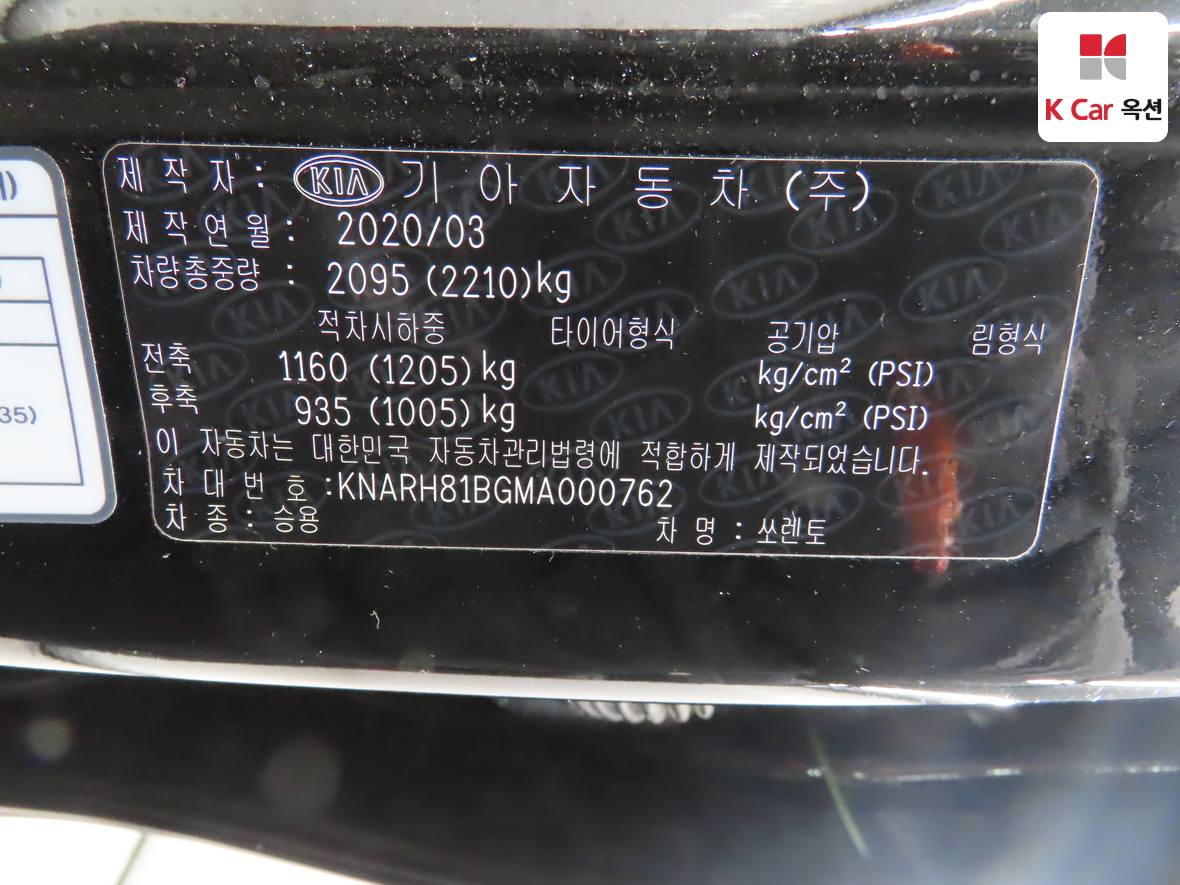 K Car 옥션
제 작 자 : KIA 기 아 자 동 차 (주)
제 작 연 월 : 2020/03
차량총중량 : 2095 (2210)kg
적차시하중 타이어형식 공기압 림형식
전축 1160 (1205)kg kg/cm² (PSI)
후축 935 (1005)kg kg/cm² (PSI)
이 자동차는 대한민국 자동차관리법령에 적합하게 제작되었습니다.
차 대 번 호 :KNARH81BGMA000762
차 종 : 승용 차 명 : 쏘렌토
35)